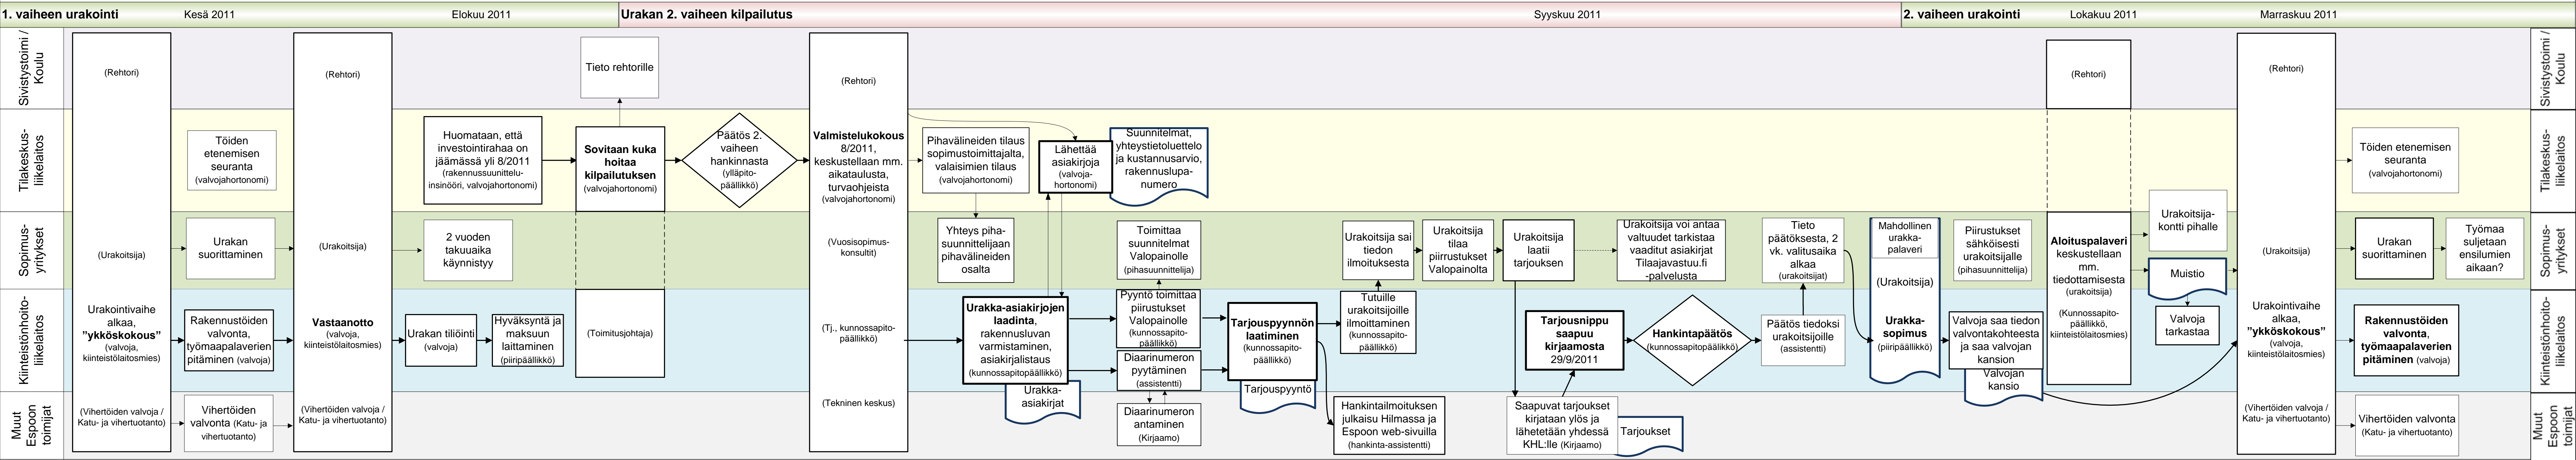 1. vaiheen urakointi
Kesä 2011
Elokuu 2011
Urakan 2. vaiheen kilpailutus
Syyskuu 2011
2. vaiheen urakointi
Lokakuu 2011
Marraskuu 2011
Sivistystoimi /
Koulu
Tilakeskus-
liikelaitos
Sopimus-
yritykset
Kiinteistönhoito-
liikelaitos
Muut
Espoon
toimijat
(Rehtori)
(Urakoitsija)
Urakointivaihe
alkaa,
”ykköskokous”
(valvoja,
kiinteistölaitosmies)
(Vihertöiden valvoja /
Katu- ja vihertuotanto)
Töiden
etenemisen
seuranta
(valvojahortonomi)
Urakan
suorittaminen
Rakennustöiden
valvonta,
työmaapalaverien
pitäminen (valvoja)
Vihertöiden
valvonta (Katu- ja
vihertuotanto)
(Rehtori)
(Urakoitsija)
Vastaanotto
(valvoja,
kiinteistölaitosmies)
(Vihertöiden valvoja /
Katu- ja vihertuotanto)
Huomataan, että
investointirahaa on
jäämässä yli 8/2011
(rakennussuunnittelu-
insinööri, valvojahortonomi)
2 vuoden
takuuaika
käynnistyy
Urakan tiliöinti
(valvoja)
Hyväksyntä ja
maksuun
laittaminen
(piiripäällikkö)
Tieto rehtorille
Sovitaan kuka
hoitaa
kilpailutuksen
(valvojahortonomi)
(Toimitusjohtaja)
Päätös 2.
vaiheen
hankinnasta
(ylläpito-
päällikkö)
(Rehtori)
Valmistelukokous
8/2011,
keskustellaan mm.
aikataulusta,
turvaohjeista
(valvojahortonomi)
(Vuosisopimus-
konsultit)
(Tj., kunnossapito-
päällikkö)
(Tekninen keskus)
Pihavälineiden tilaus
sopimustoimittajalta,
valaisimien tilaus
(valvojahortonomi)
Yhteys piha-
suunnittelijaan
pihavälineiden
osalta
Lähettää
asiakirjoja
(valvoja-
hortonomi)
Suunnitelmat,
yhteystietoluettelo
ja kustannusarvio,
rakennuslupa-
numero
Urakka-asiakirjojen
laadinta,
rakennusluvan
varmistaminen,
asiakirjalistaus
(kunnossapitopäällikkö)
Urakka-
asiakirjat
Toimittaa
suunnitelmat
Valopainolle
(pihasuunnittelija)
Pyyntö toimittaa
piirustukset
Valopainolle
(kunnossapito-
päällikkö)
Diaarinumeron
pyytäminen
(assistentti)
Diaarinumeron
antaminen
(Kirjaamo)
Tarjouspyynnön
laatiminen
(kunnossapito-
päällikkö)
Tarjouspyyntö
Urakoitsija sai
tiedon
ilmoituksesta
Tutuille
urakoitsijoille
ilmoittaminen
(kunnossapito-
päällikkö)
Hankintailmoituksen
julkaisu Hilmassa ja
Espoon web-sivuilla
(hankinta-assistentti)
Urakoitsija
tilaa
piirrustukset
Valopainolta
Urakoitsija
laatii
tarjouksen
Tarjousnippu
saapuu
kirjaamosta
29/9/2011
Saapuvat tarjoukset
kirjataan ylös ja
lähetetään yhdessä
KHL:lle (Kirjaamo)
Tarjoukset
Urakoitsija voi antaa
valtuudet tarkistaa
vaaditut asiakirjat
Tilaajavastuu.fi
-palvelusta
Hankintapäätös
(kunnossapitopäälikkö)
Tieto
päätöksesta, 2
vk. valitusaika
alkaa
(urakoitsijat)
Päätös tiedoksi
urakoitsijoille
(assistentti)
Mahdollinen
urakka-
palaveri
(Urakoitsija)
Urakka-
sopimus
(piiripäällikkö)
Piirustukset
sähköisesti
urakoitsijalle
(pihasuunnittelija)
Valvoja saa tiedon
valvontakohteesta
ja saa valvojan
kansion
Valvojan
kansio
(Rehtori)
Aloituspalaveri
keskustellaan
mm.
tiedottamisesta
(urakoitsija)
(Kunnossapito-
päällikkö,
kiinteistölaitosmies)
Urakoitsija-
kontti pihalle
Muistio
Valvoja
tarkastaa
(Rehtori)
(Urakoitsija)
Urakointivaihe
alkaa,
”ykköskokous”
(valvoja,
kiinteistölaitosmies)
(Vihertöiden valvoja /
Katu- ja vihertuotanto)
Töiden etenemisen
seuranta
(valvojahortonomi)
Urakan
suorittaminen
Työmaa
suljetaan
ensilumien
aikaan?
Rakennustöiden
valvonta,
työmaapalaverien
pitäminen (valvoja)
Vihertöiden valvonta
(Katu- ja vihertuotanto)
Sivistystoimi /
Koulu
Tilakeskus-
liikelaitos
Sopimus-
yritykset
Kiinteistönhoito-
liikelaitos
Muut
Espoon
toimijat